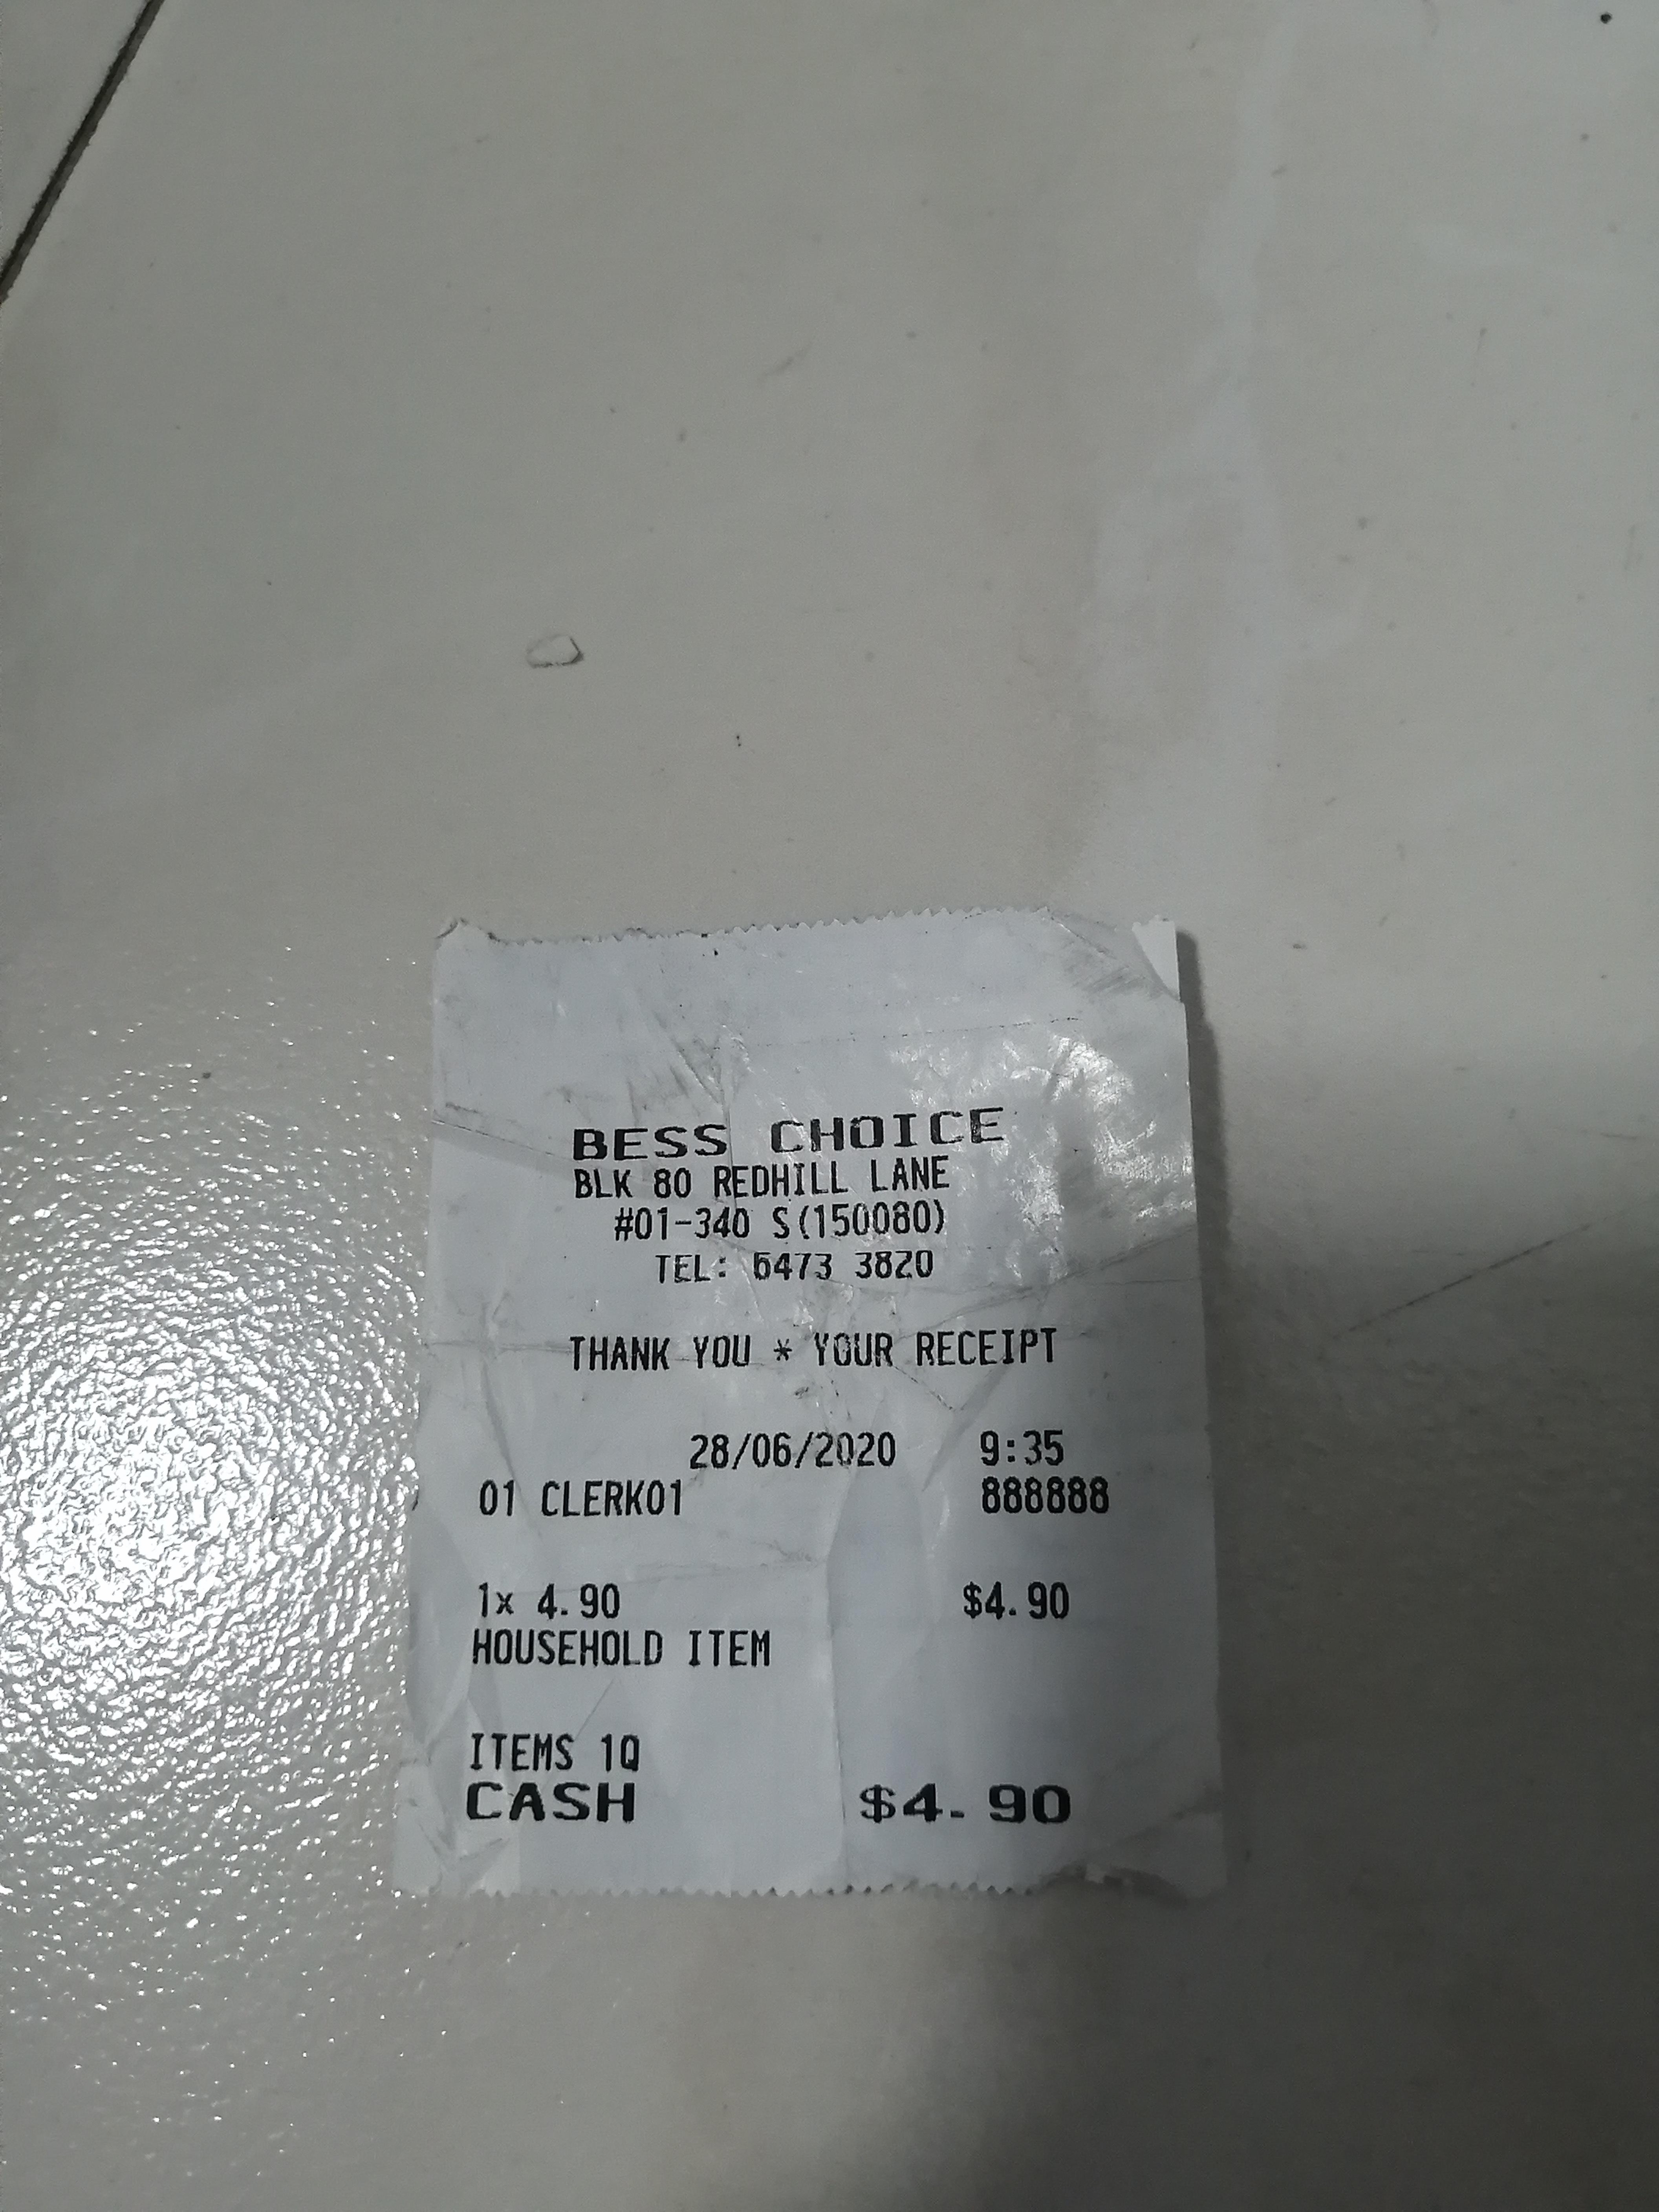 BESS CHOICE
BLK 80 REDHILL LANE
#01-340 S(150080)
TEL: 6473 3820
THANK YOU * YOUR RECEIPT
28/06/2020 9:35
01 CLERK01 888888
1x 4.90 $4.90
HOUSEHOLD ITEM
ITEMS 1Q
CASH $4.90